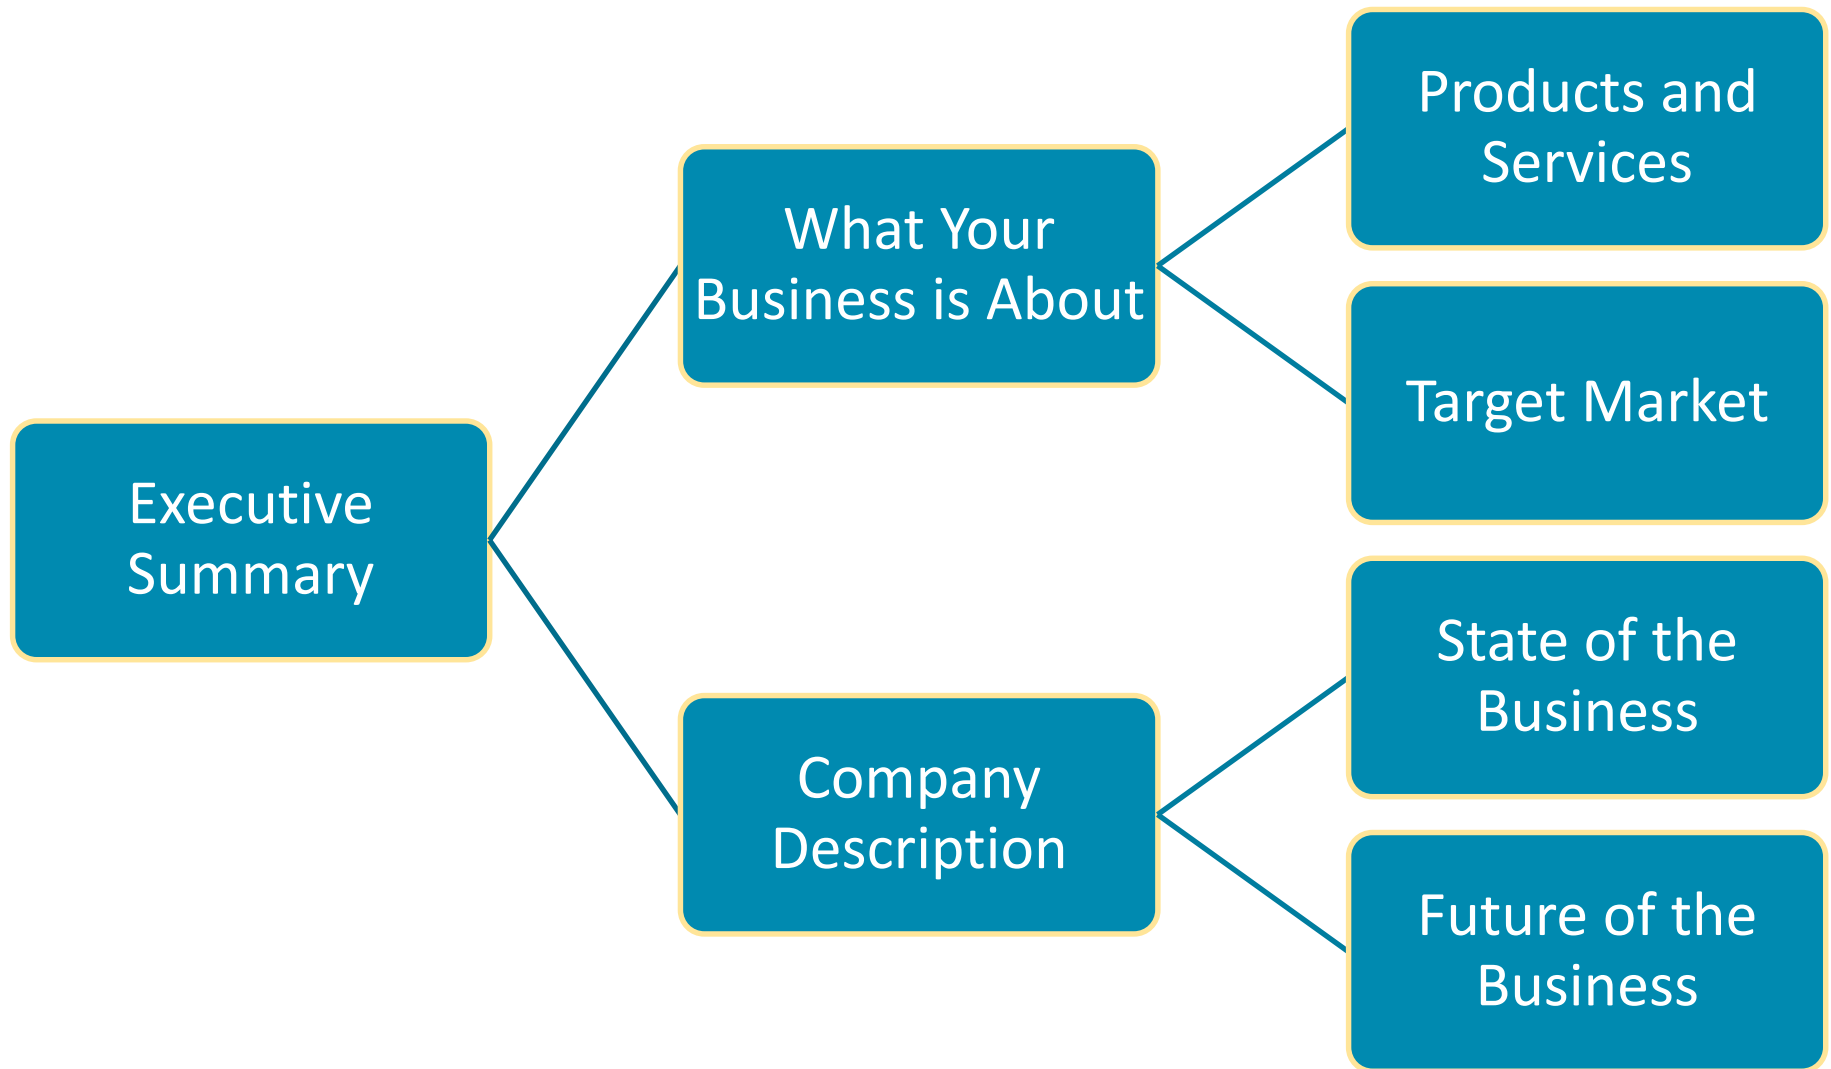 Executive
Summary
What Your
Business is About
Products and
Services
Target Market
Company
Description
State of the
Business
Future of the
Business